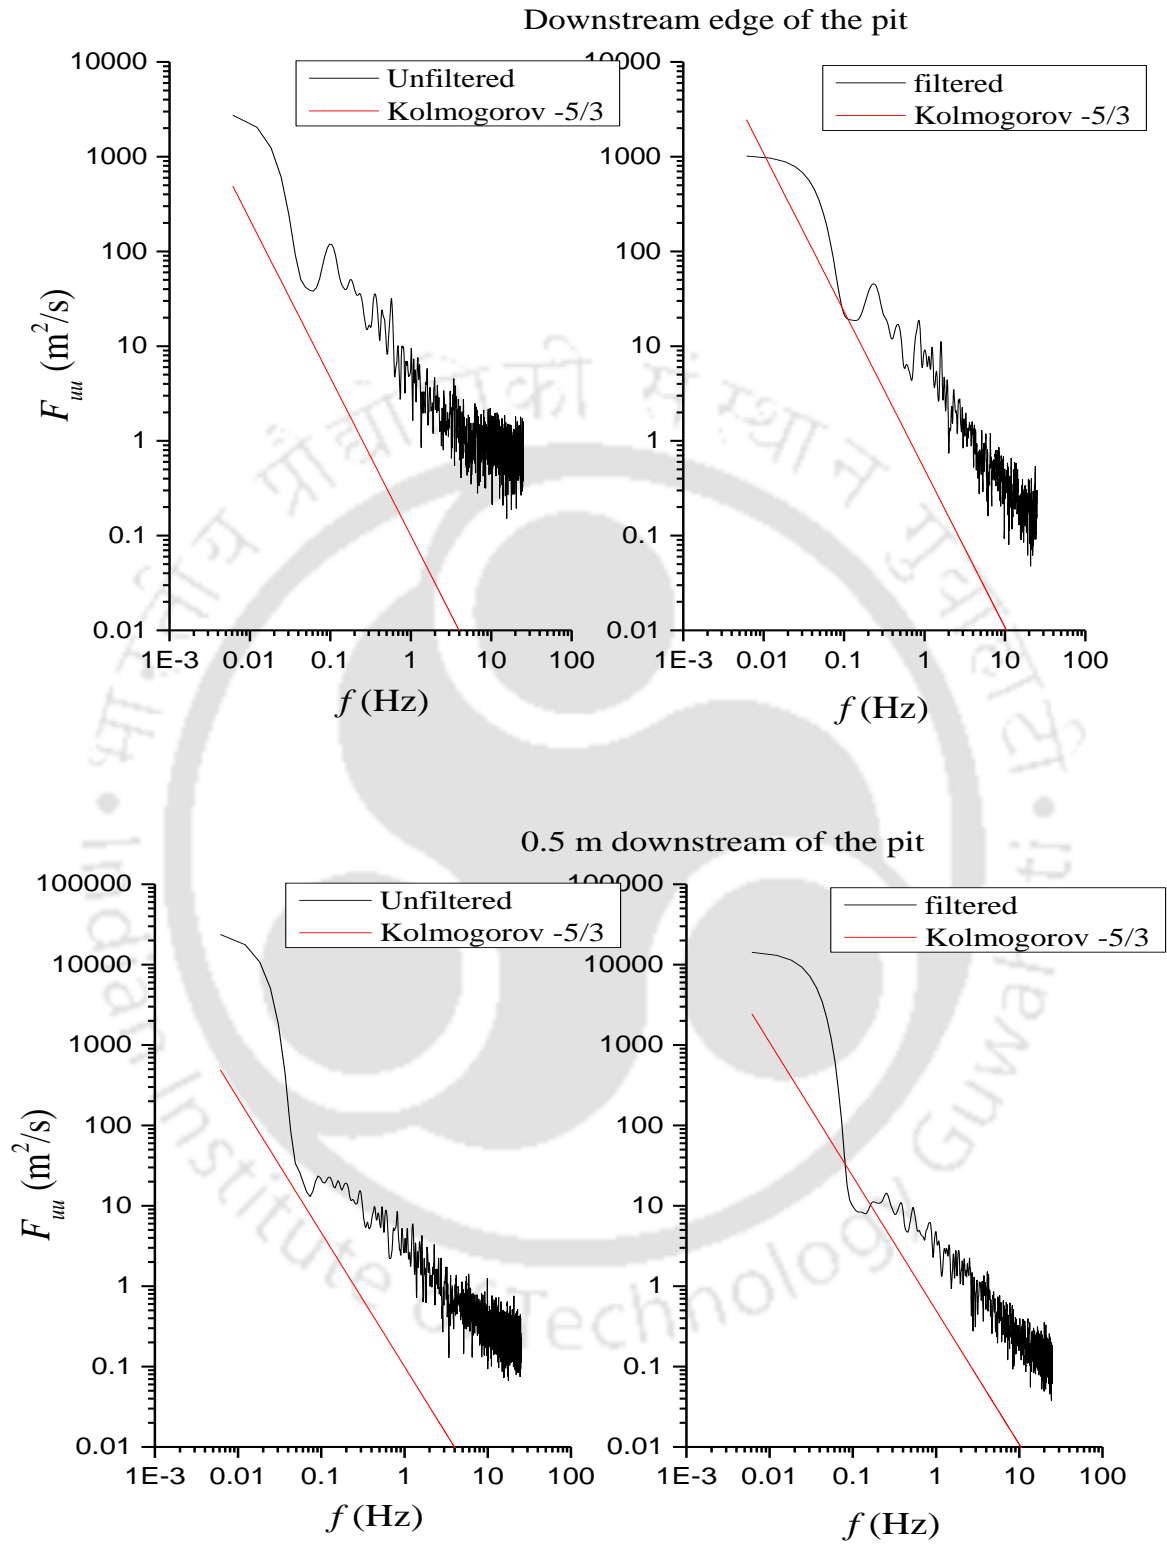 Downstream edge of the pit
Unfiltered
Kolmogorov -5/3
filtered
Kolmogorov -5/3
10000
1000
100
10
1
0.1
0.01
1E-3 0.01 0.1 1 10 100
F uu (m²/s)
f (Hz)
10000
1000
100
10
1
0.1
0.01
1E-3 0.01 0.1 1 10 100
f (Hz)
0.5 m downstream of the pit
Unfiltered
Kolmogorov -5/3
filtered
Kolmogorov -5/3
100000
10000
1000
100
10
1
0.1
0.01
1E-3 0.01 0.1 1 10 100
F uu (m²/s)
f (Hz)
100000
10000
1000
100
10
1
0.1
0.01
1E-3 0.01 0.1 1 10 100
f (Hz)
Indian Institute of Technology Guwahati